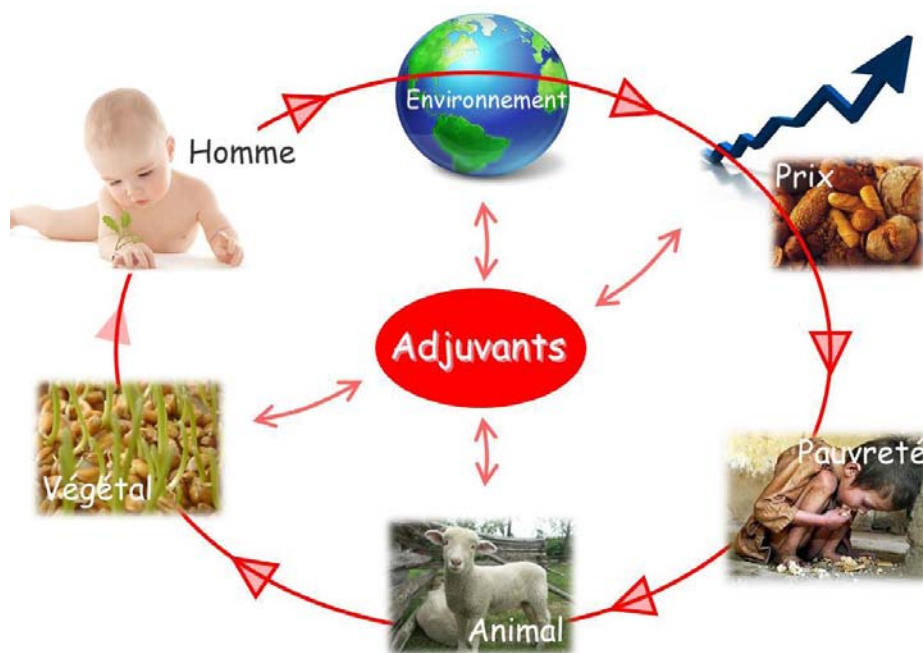 Homme
Environnement
Prix
Adjuvants
Pauvreté
Végétal
Animal